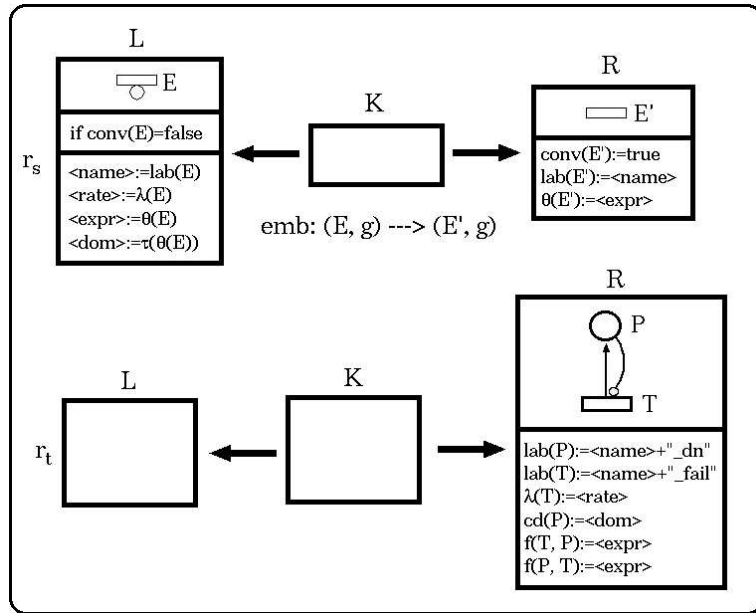 L
E
if conv(E)=false
<name>:=lab(E)
<rate>:=λ(E)
<expr>:=θ(E)
<dom>:=τ(θ(E))
r_s
K
emb: (E, g) ---> (E', g)
R
E'
conv(E'):=true
lab(E'):=<name>
θ(E'):=<expr>
L
r_t
K
R
P
T
lab(P):=<name>+"_dn"
lab(T):=<name>+"_fail"
λ(T):=<rate>
cd(P):=<dom>
f(T, P):=<expr>
f(P, T):=<expr>